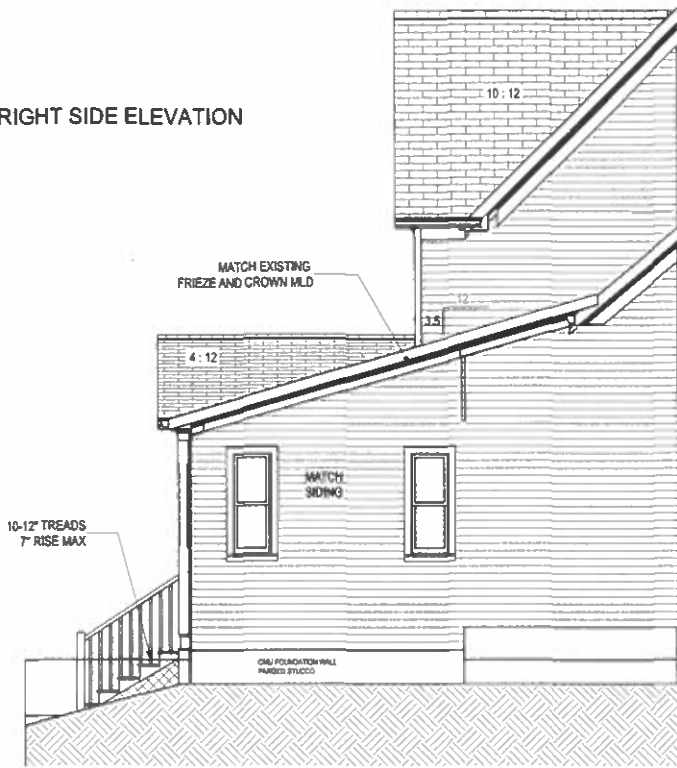 RIGHT SIDE ELEVATION
10 : 12
MATCH EXISTING
FRIEZE AND CROWN MLD
12
3.5
4 : 12
MATCH
SIDING
10-12" TREADS
7" RISE MAX
CMU FOUNDATION WALL
PARGED STUCCO